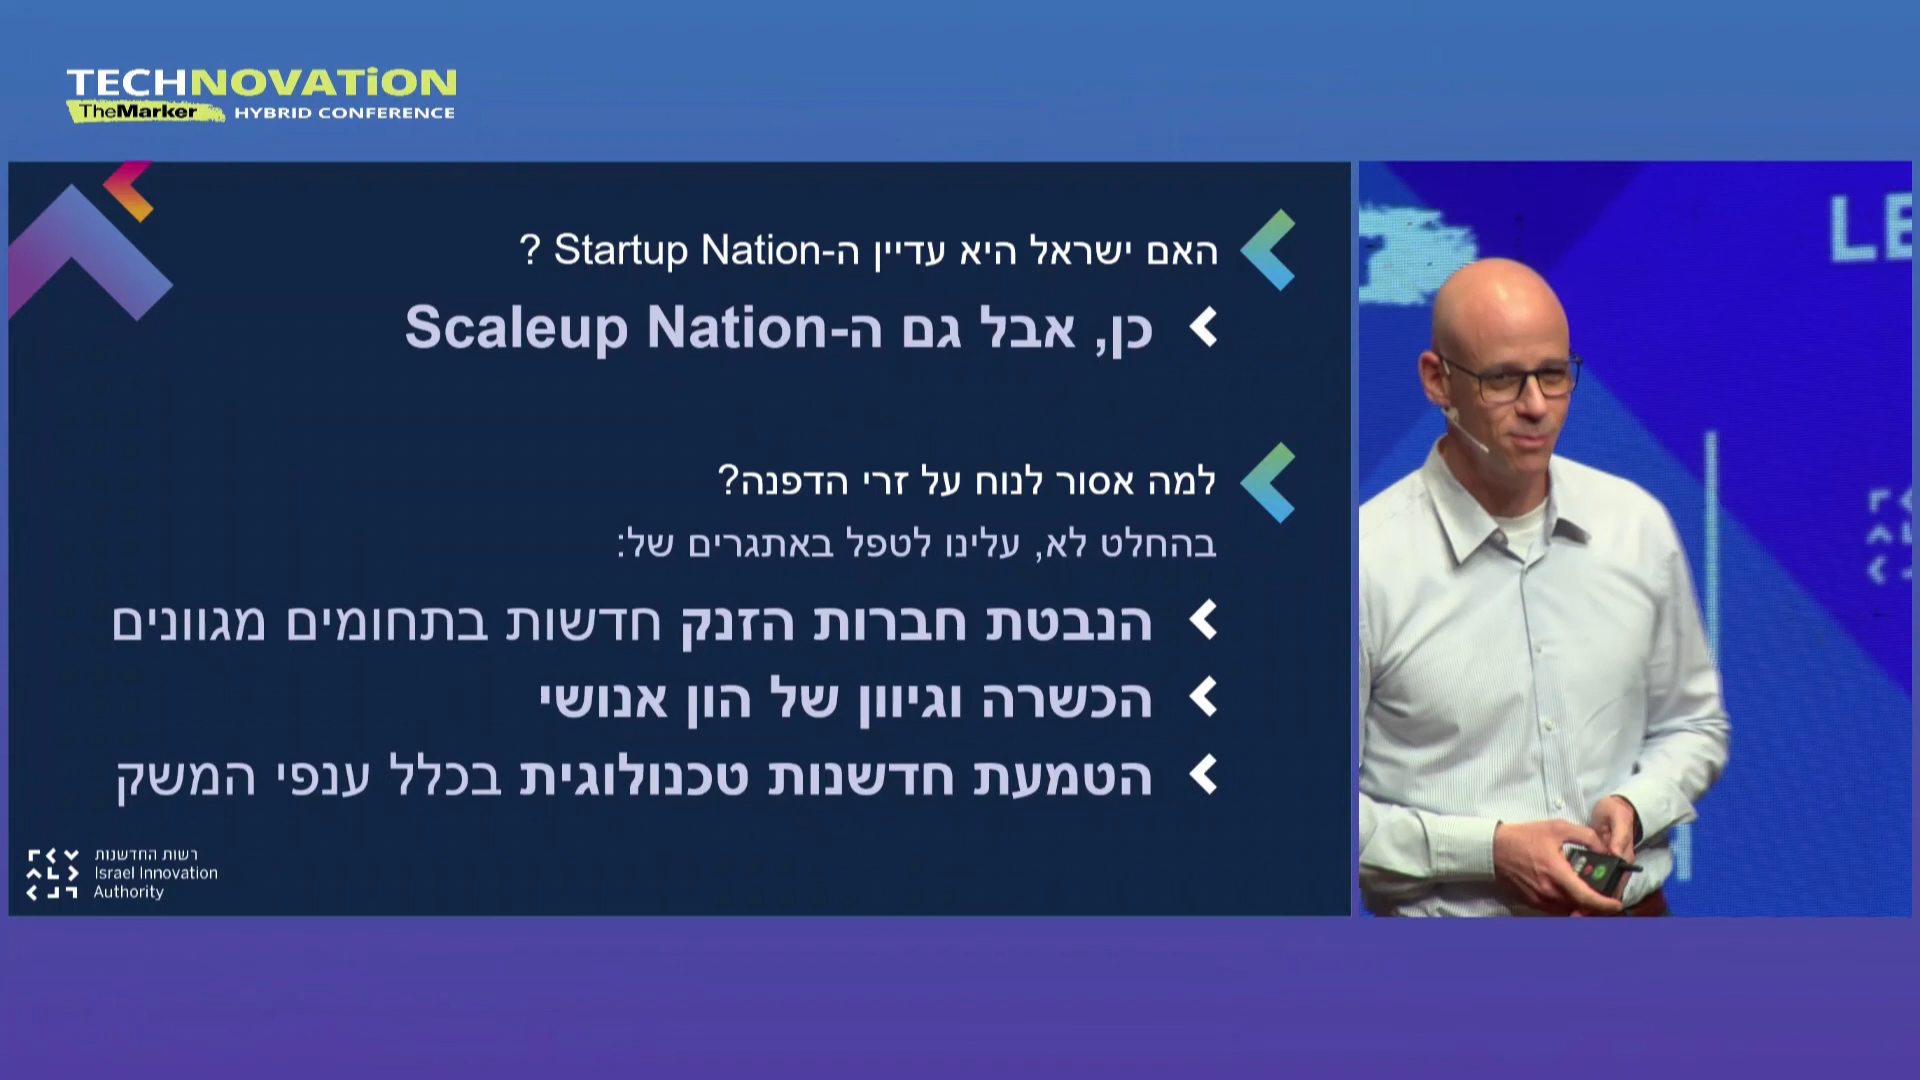 TECHNOVATiON
TheMarker HYBRID CONFERENCE
האם ישראל היא עדיין ה-Startup Nation ?
כן, אבל גם ה-Scaleup Nation
למה אסור לנוח על זרי הדפנה?
בהחלט לא, עלינו לטפל באתגרים של:
הנבטת חברות הזנק חדשות בתחומים מגוונים
הכשרה וגיוון של הון אנושי
הטמעת חדשנות טכנולוגית בכלל ענפי המשק
רשות החדשנות
Israel Innovation
Authority
LE